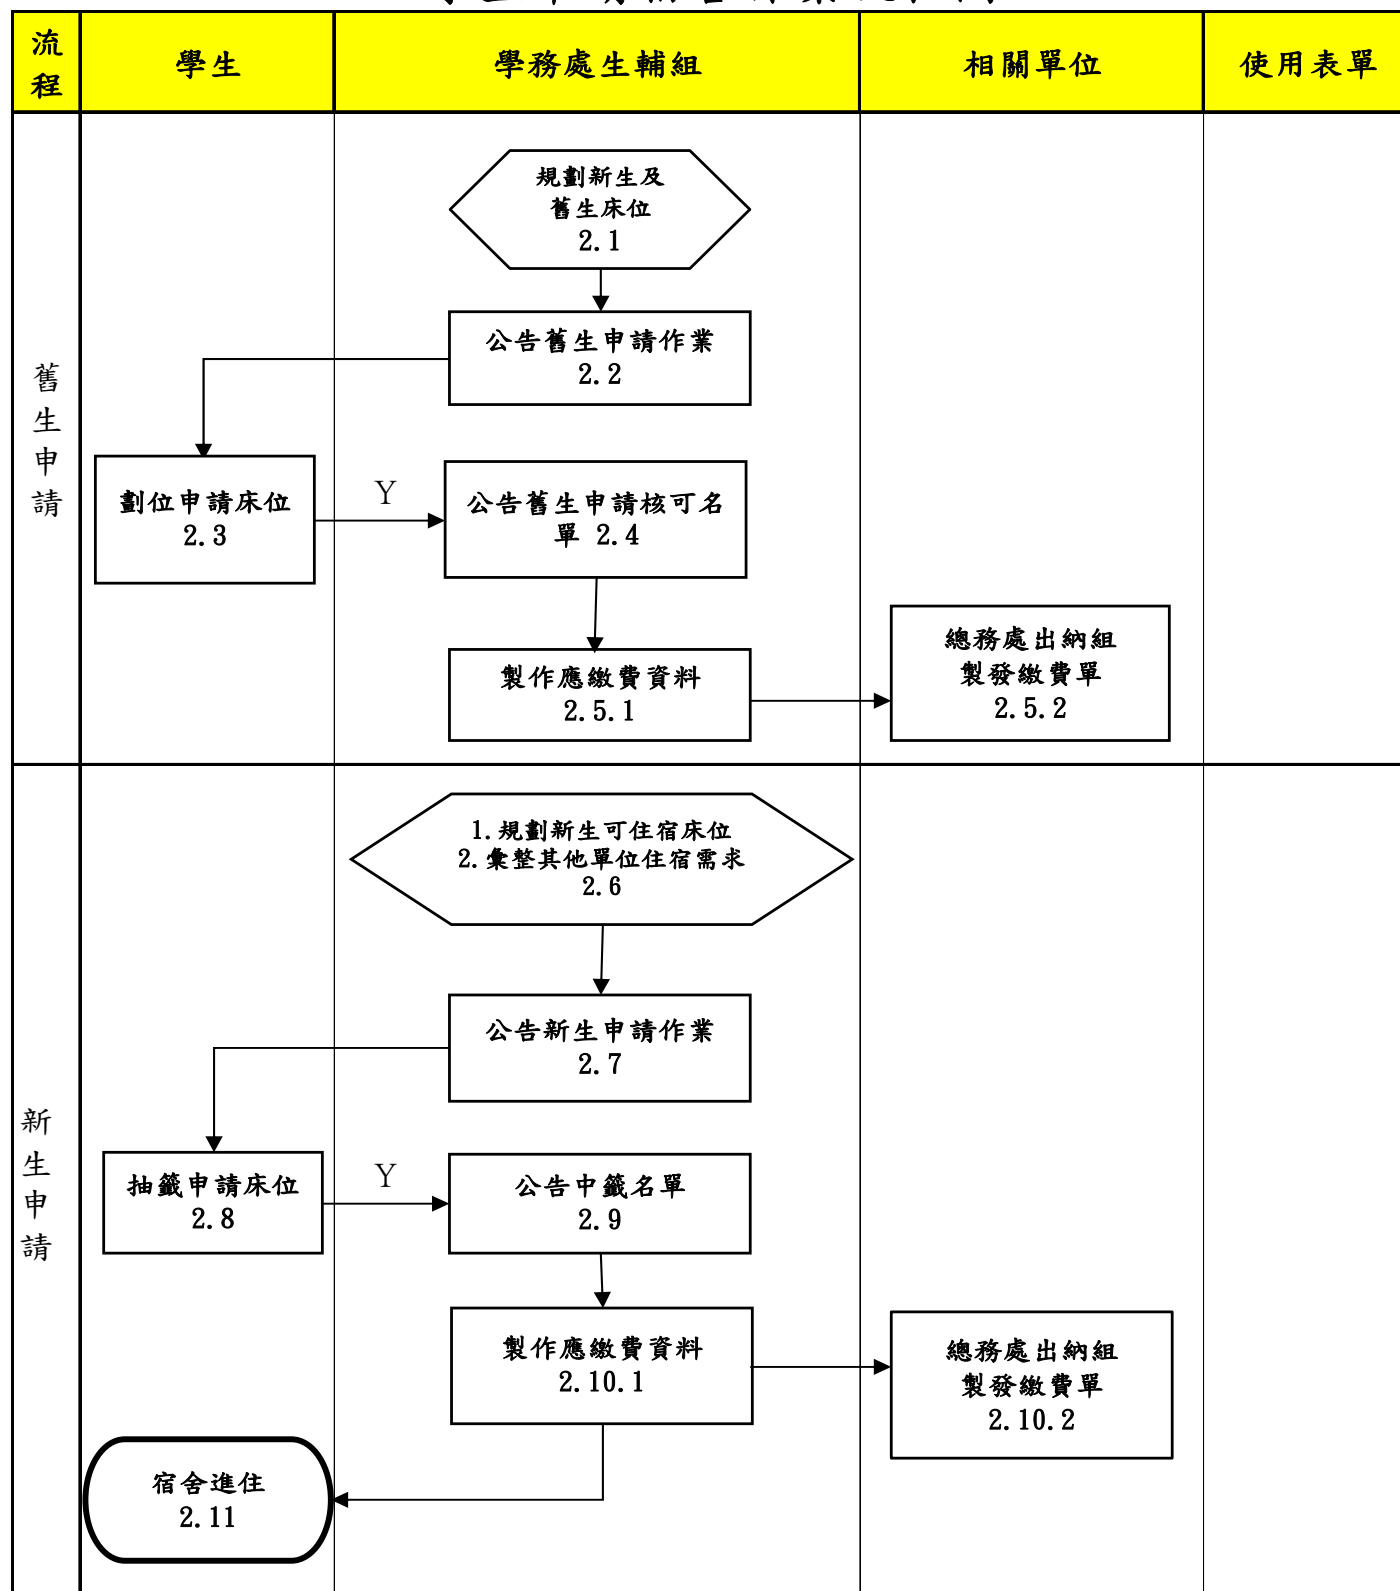 流程
學生
學務處生輔組
相關單位
使用表單
舊生申請
規劃新生及
舊生床位
2.1
公告舊生申請作業
2.2
劃位申請床位
2.3
Y
公告舊生申請核可名
單 2.4
製作應繳費資料
2.5.1
總務處出納組
製發繳費單
2.5.2
新生申請
1.規劃新生可住宿床位
2.彙整其他單位住宿需求
2.6
公告新生申請作業
2.7
抽籤申請床位
2.8
Y
公告中籤名單
2.9
製作應繳費資料
2.10.1
總務處出納組
製發繳費單
2.10.2
宿舍進住
2.11